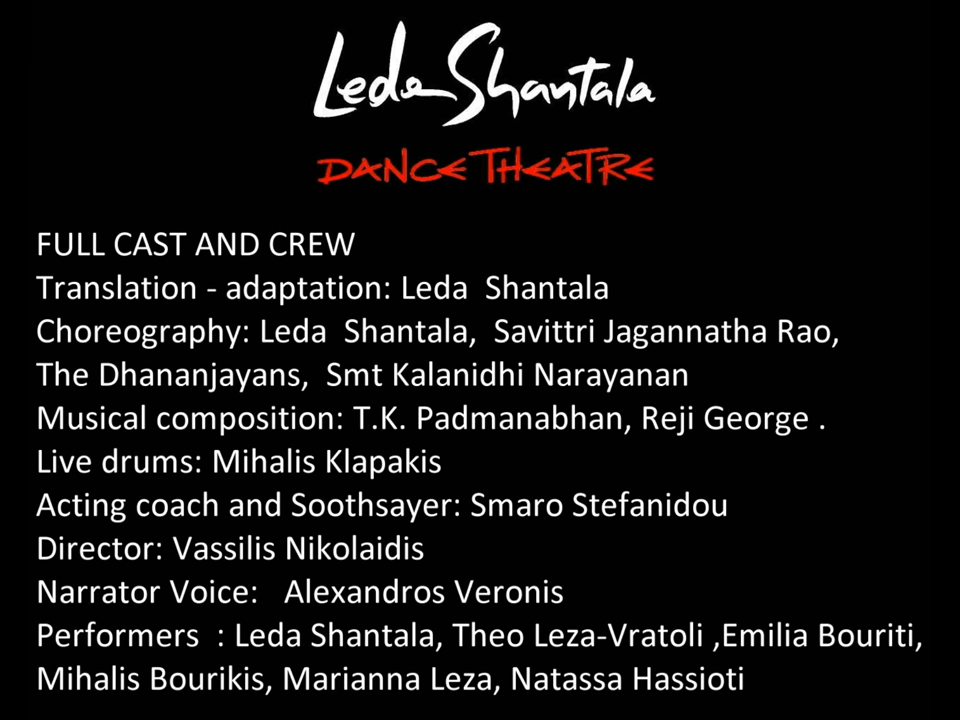 Leda Shantala
DANCE THEATRE
FULL CAST AND CREW
Translation - adaptation: Leda  Shantala
Choreography: Leda  Shantala,  Savittri Jagannatha Rao,
The Dhananjayans,  Smt Kalanidhi Narayanan
Musical composition: T.K. Padmanabhan, Reji George .
Live drums: Mihalis Klapakis
Acting coach and Soothsayer: Smaro Stefanidou
Director: Vassilis Nikolaidis
Narrator Voice:   Alexandros Veronis
Performers  : Leda Shantala, Theo Leza-Vratoli ,Emilia Bouriti,
Mihalis Bourikis, Marianna Leza, Natassa Hassioti